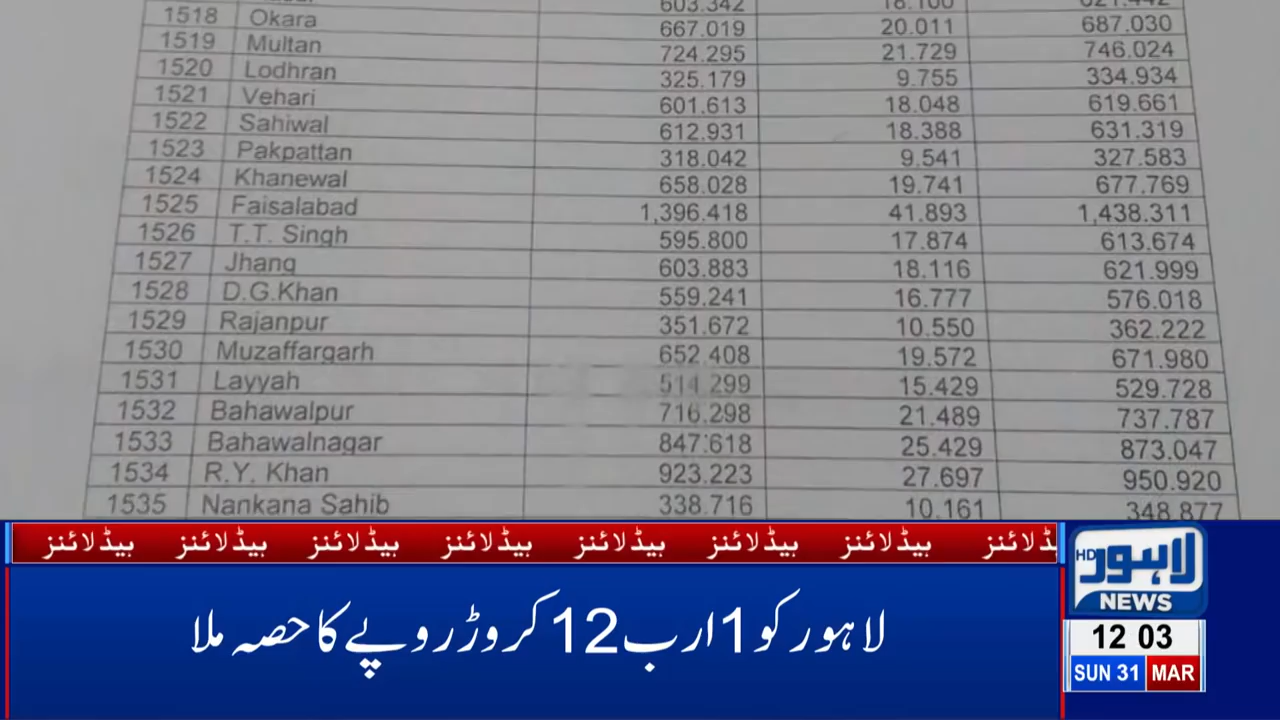 603.342 18.100 621.442
1518 Okara 667.019 20.011 687.030
1519 Multan 724.295 21.729 746.024
1520 Lodhran 325.179 9.755 334.934
1521 Vehari 601.613 18.048 619.661
1522 Sahiwal 612.931 18.388 631.319
1523 Pakpattan 318.042 9.541 327.583
1524 Khanewal 658.028 19.741 677.769
1525 Faisalabad 1,396.418 41.893 1,438.311
1526 T.T. Singh 595.800 17.874 613.674
1527 Jhang 603.883 18.116 621.999
1528 D.G.Khan 559.241 16.777 576.018
1529 Rajanpur 351.672 10.550 362.222
1530 Muzaffargarh 652.408 19.572 671.980
1531 Layyah 514.299 15.429 529.728
1532 Bahawalpur 716.298 21.489 737.787
1533 Bahawalnagar 847.618 25.429 873.047
1534 R.Y. Khan 923.223 27.697 950.920
1535 Nankana Sahib 338.716 10.161 348.877
ہیڈلائنز ہیڈلائنز ہیڈلائنز ہیڈلائنز ہیڈلائنز ہیڈلائنز ہیڈلائنز
لاہور کو 1 ارب 12 کروڑ روپے کا حصہ ملا
لاہور HD
NEWS
12 03
SUN 31 MAR